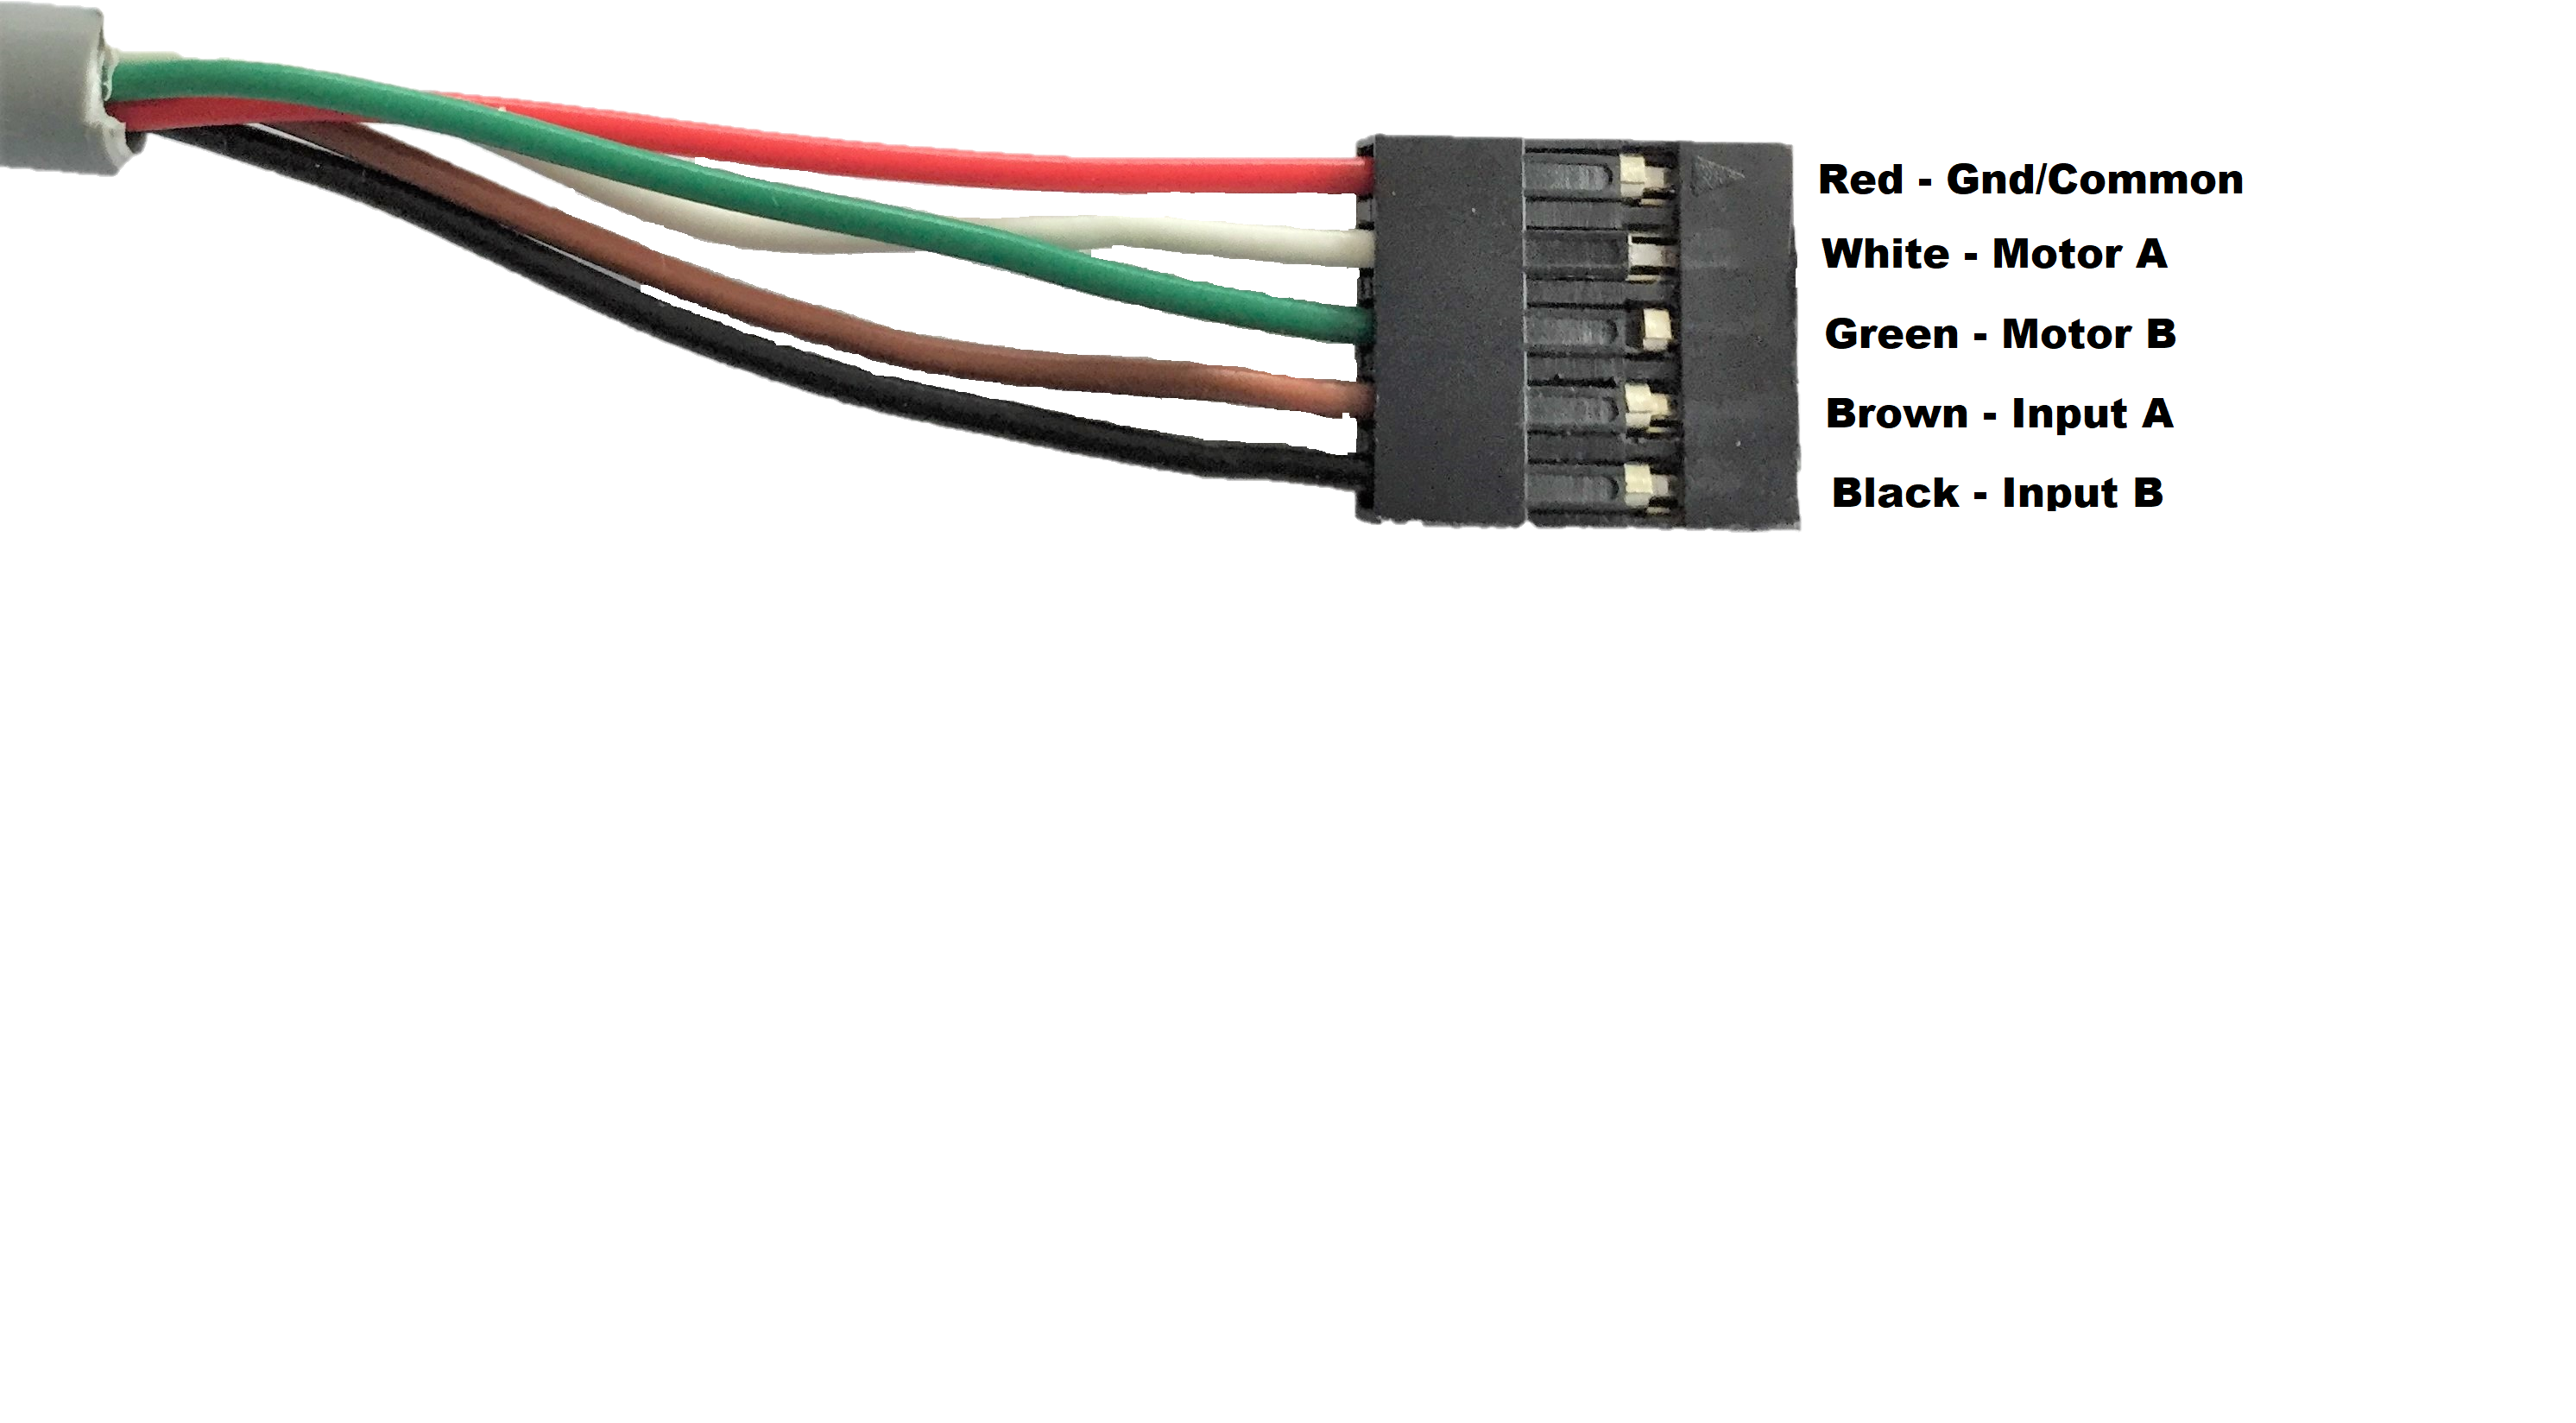 Red - Gnd/Common
White - Motor A
Green - Motor B
Brown - Input A
Black - Input B